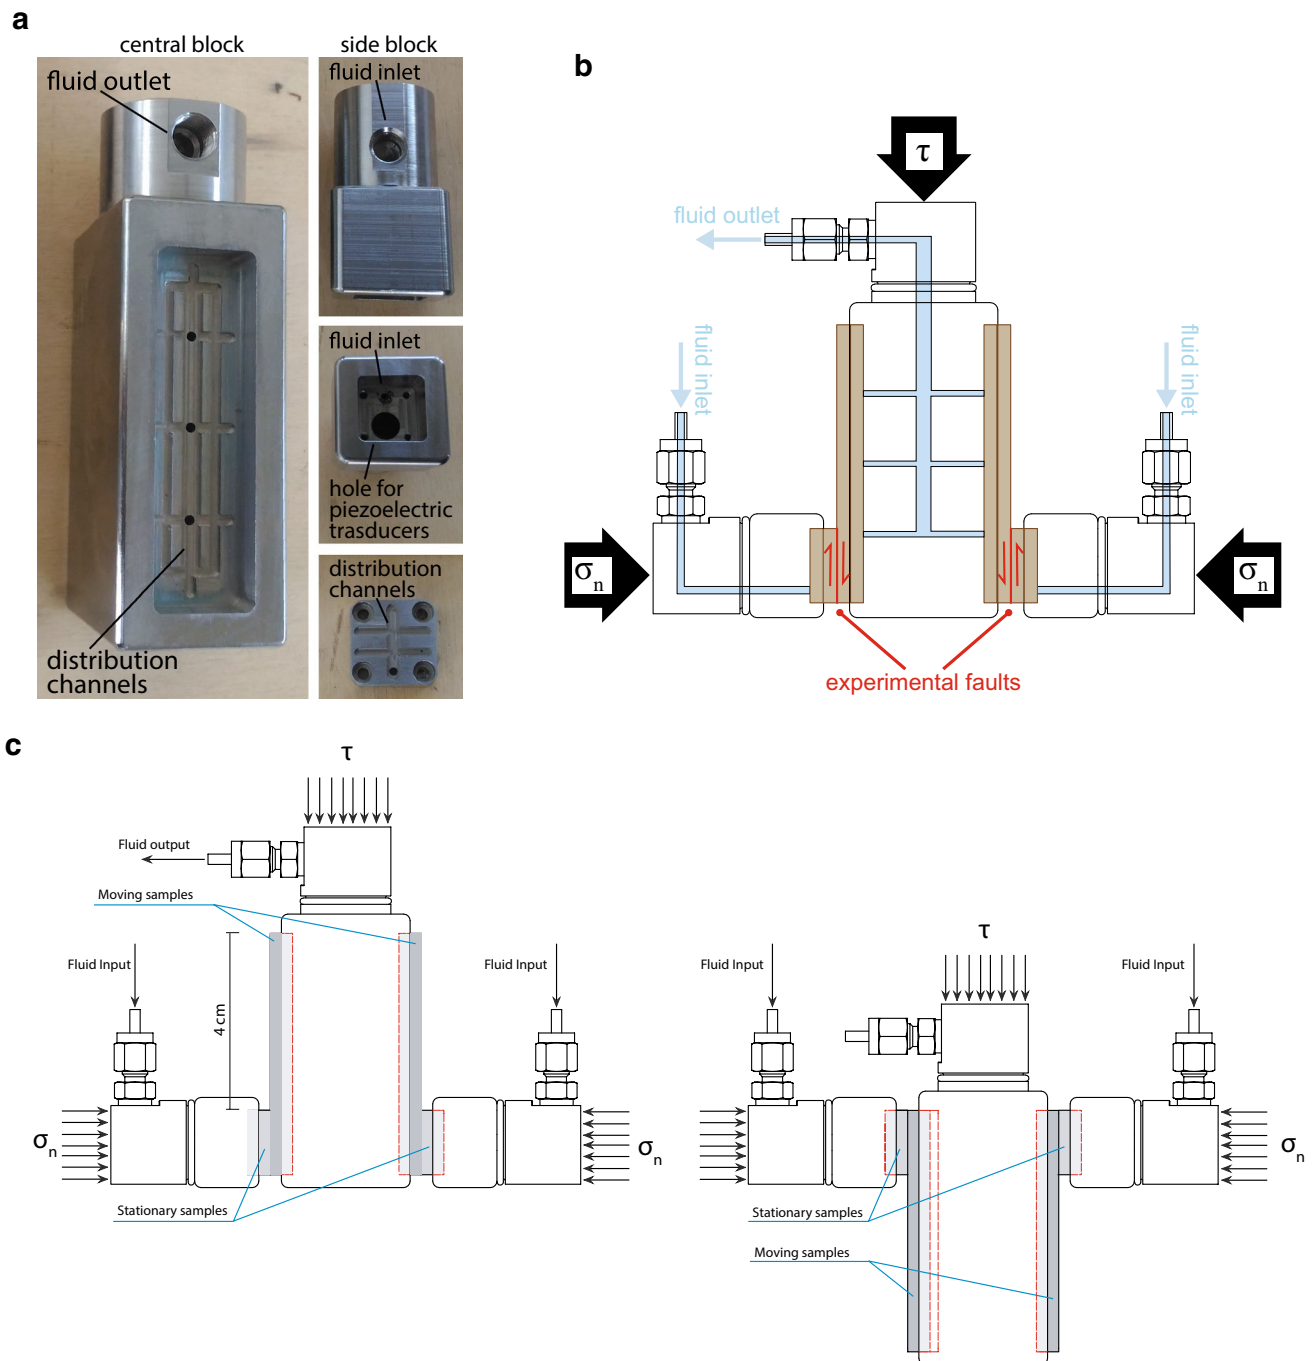 a
central block
side block
fluid outlet
distribution
channels
fluid inlet
fluid inlet
hole for
piezoelectric
trasducers
distribution
channels
b
τ
fluid outlet
fluid inlet
fluid inlet
σn
σn
experimental faults
c
τ
Fluid output
Moving samples
Fluid Input
Fluid Input
4 cm
σn
σn
Stationary samples
τ
Fluid Input
Fluid Input
σn
σn
Stationary samples
Moving samples